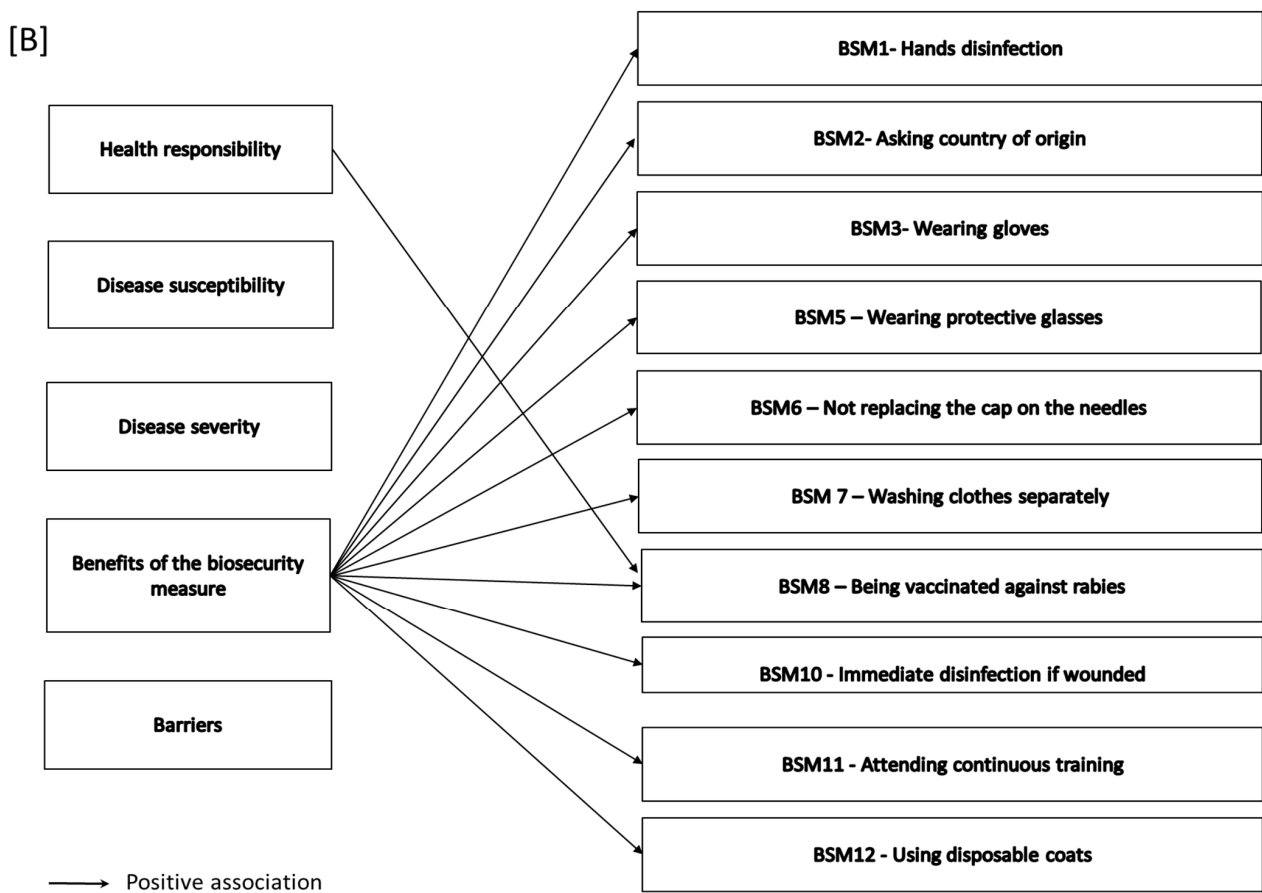 [B]
Health responsibility
Disease susceptibility
Disease severity
Benefits of the biosecurity
measure
Barriers
BSM1- Hands disinfection
BSM2- Asking country of origin
BSM3- Wearing gloves
BSM5 – Wearing protective glasses
BSM6 – Not replacing the cap on the needles
BSM 7 – Washing clothes separately
BSM8 – Being vaccinated against rabies
BSM10 - Immediate disinfection if wounded
BSM11 - Attending continuous training
BSM12 - Using disposable coats
Positive association